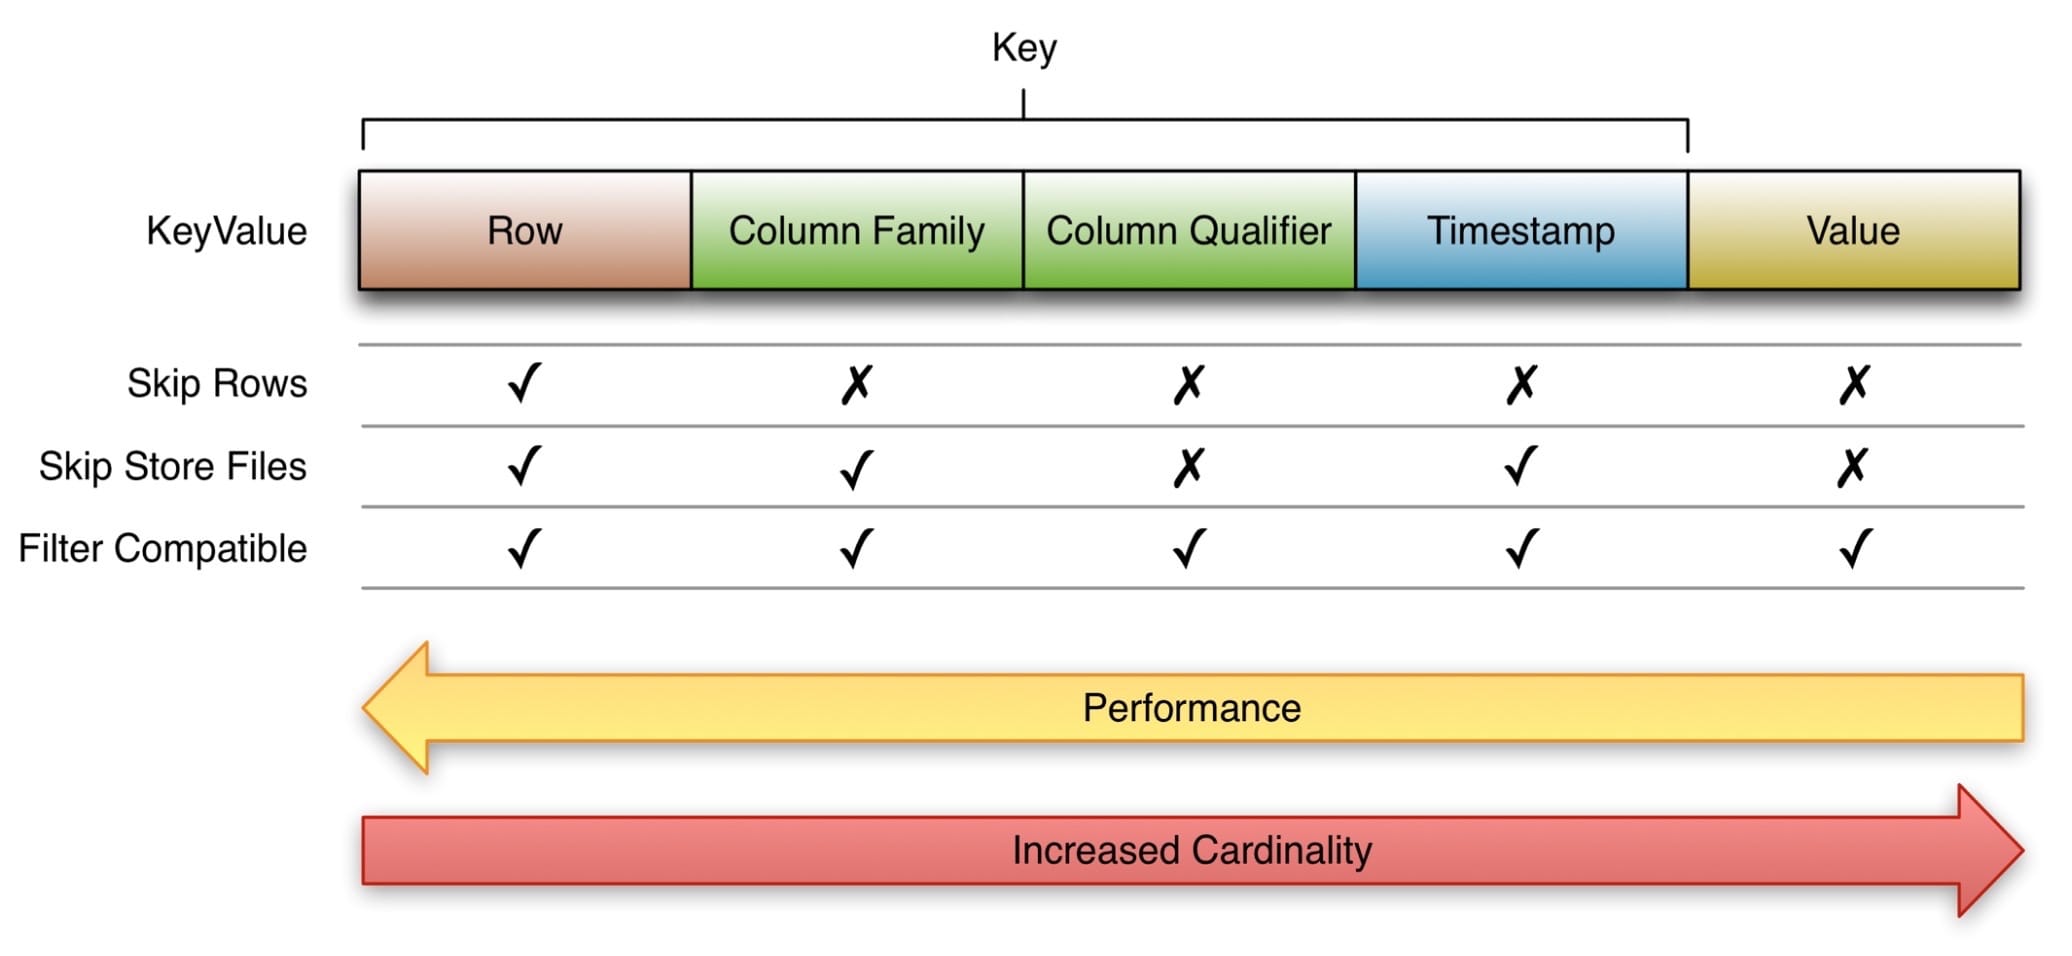 Key
KeyValue Row Column Family Column Qualifier Timestamp Value
Skip Rows ✓ ✗ ✗ ✗ ✗
Skip Store Files ✓ ✓ ✗ ✓ ✗
Filter Compatible ✓ ✓ ✓ ✓ ✓
Performance
Increased Cardinality